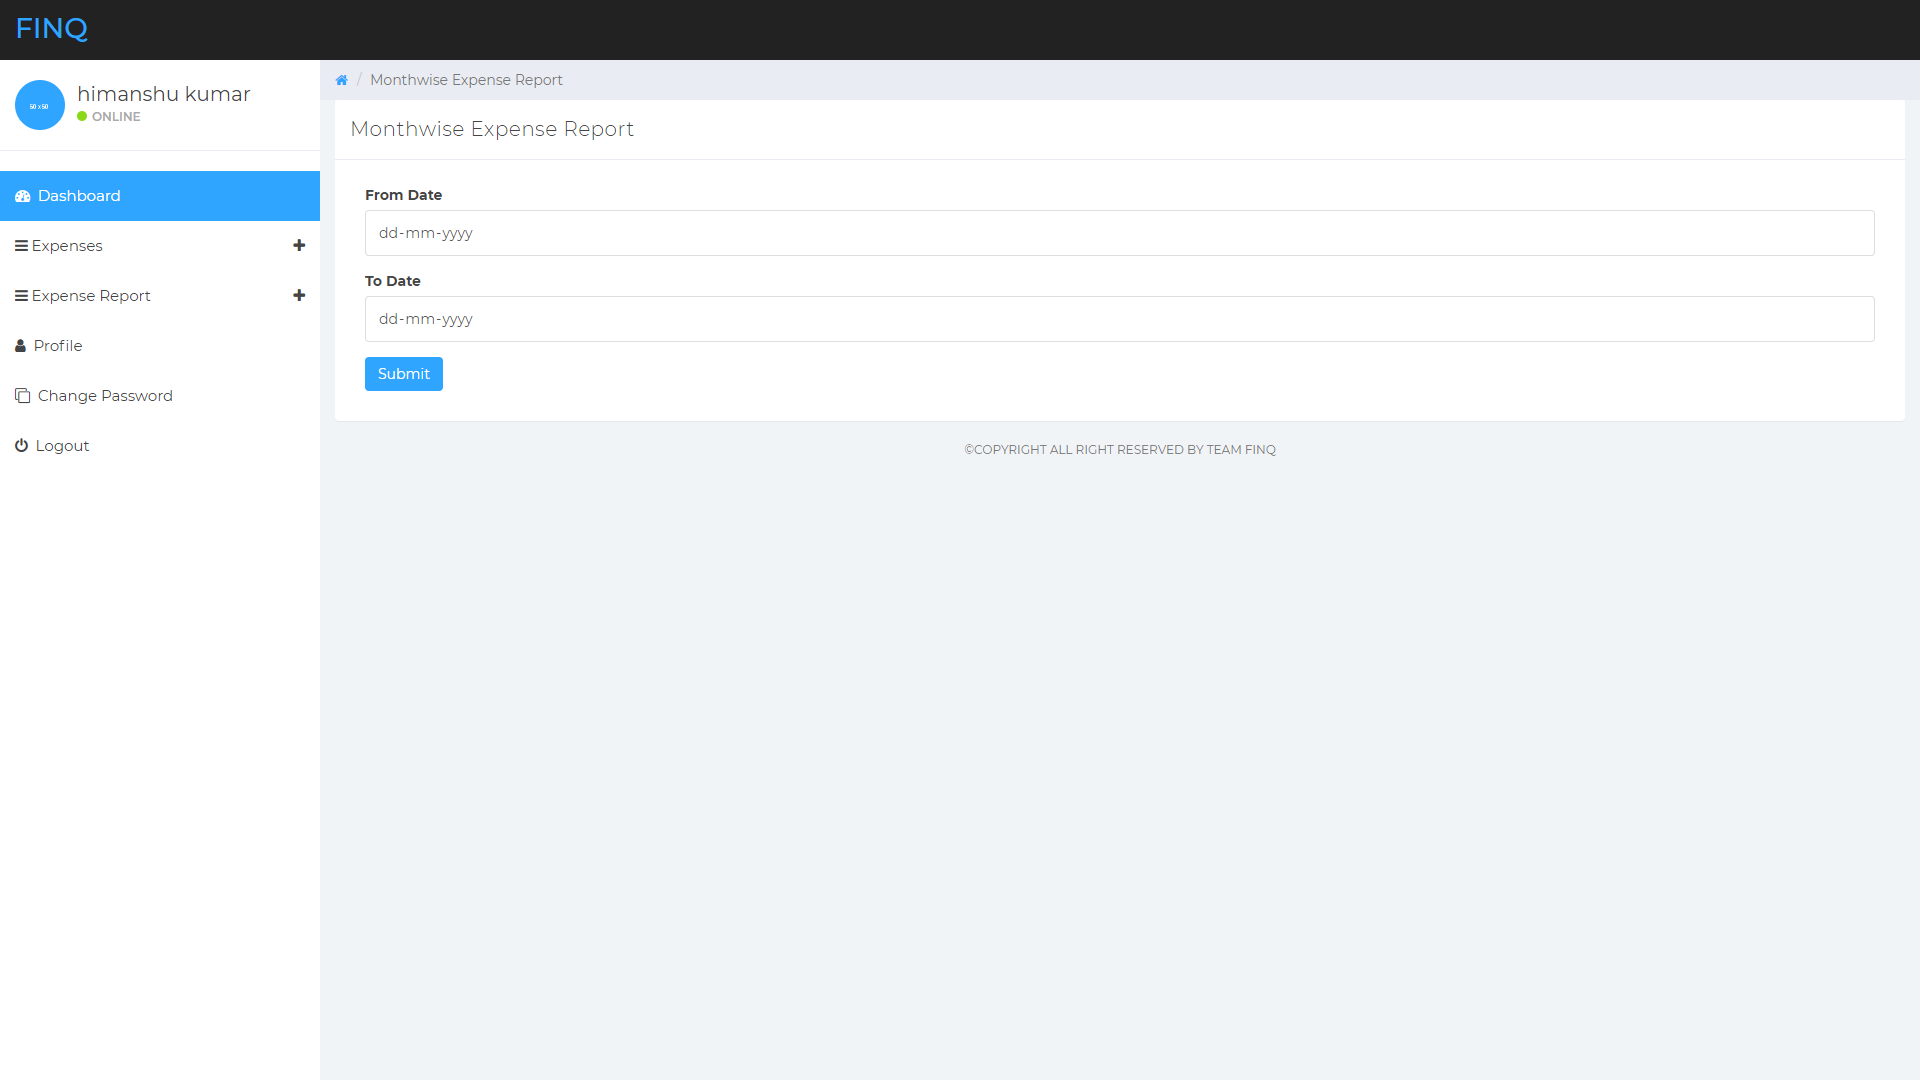 FINQ
himanshu kumar
ONLINE
Dashboard
Expenses
Expense Report
Profile
Change Password
Logout
/ Monthwise Expense Report
Monthwise Expense Report
From Date
dd-mm-yyyy
To Date
dd-mm-yyyy
Submit
©COPYRIGHT ALL RIGHT RESERVED BY TEAM FINQ
50 x 50